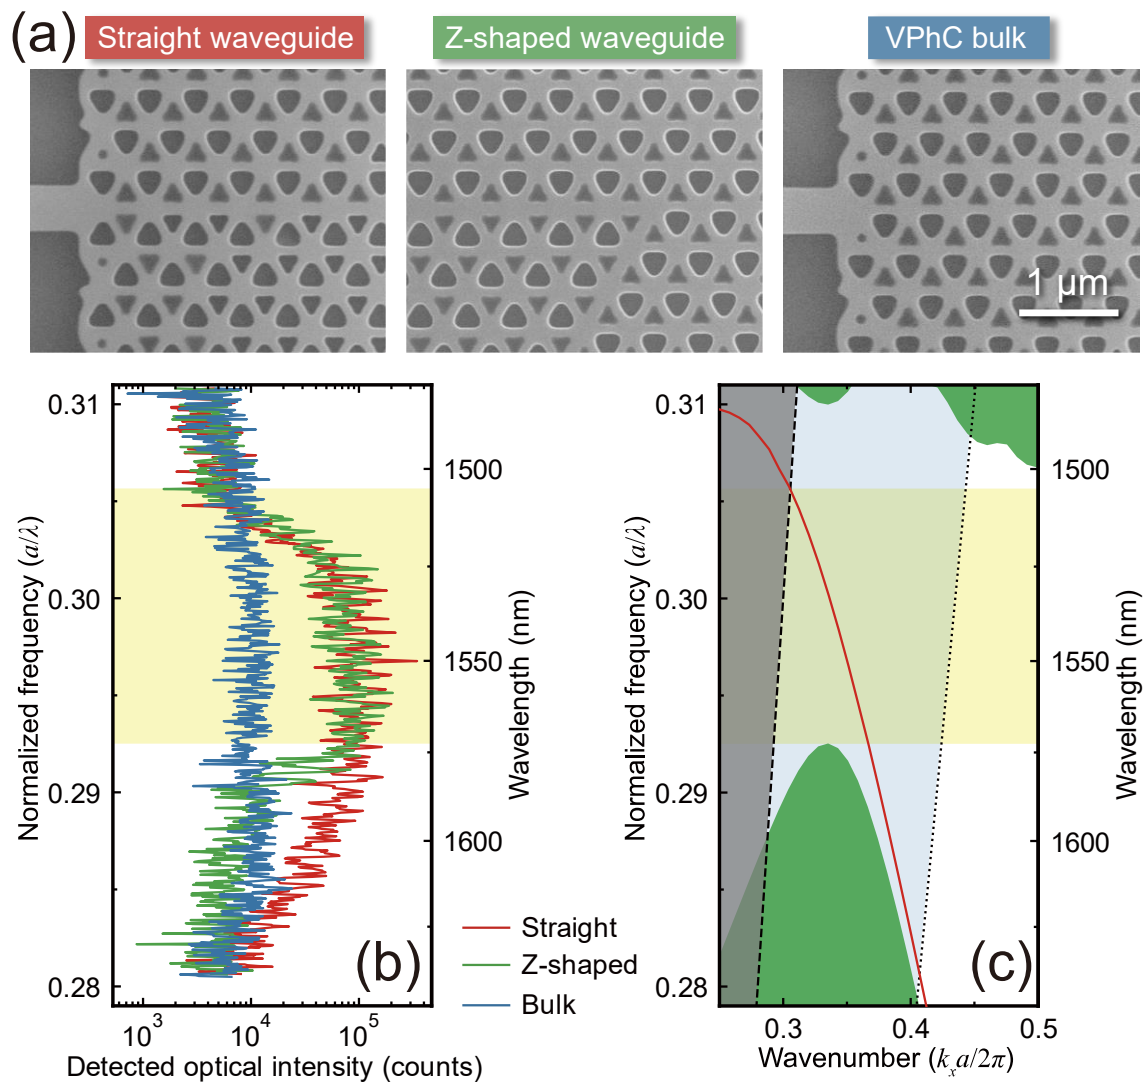 (a)
Straight waveguide
Z-shaped waveguide
VPhC bulk
1 μm
0.31
0.30
0.29
0.28
Normalized frequency (a/λ)
1500
1550
1600
Wavelength (nm)
10³
10⁴
10⁵
Detected optical intensity (counts)
(b)
Straight
Z-shaped
Bulk
0.31
0.30
0.29
0.28
Normalized frequency (a/λ)
1500
1550
1600
Wavelength (nm)
0.3
0.4
0.5
Wavenumber (kₓa/2π)
(c)